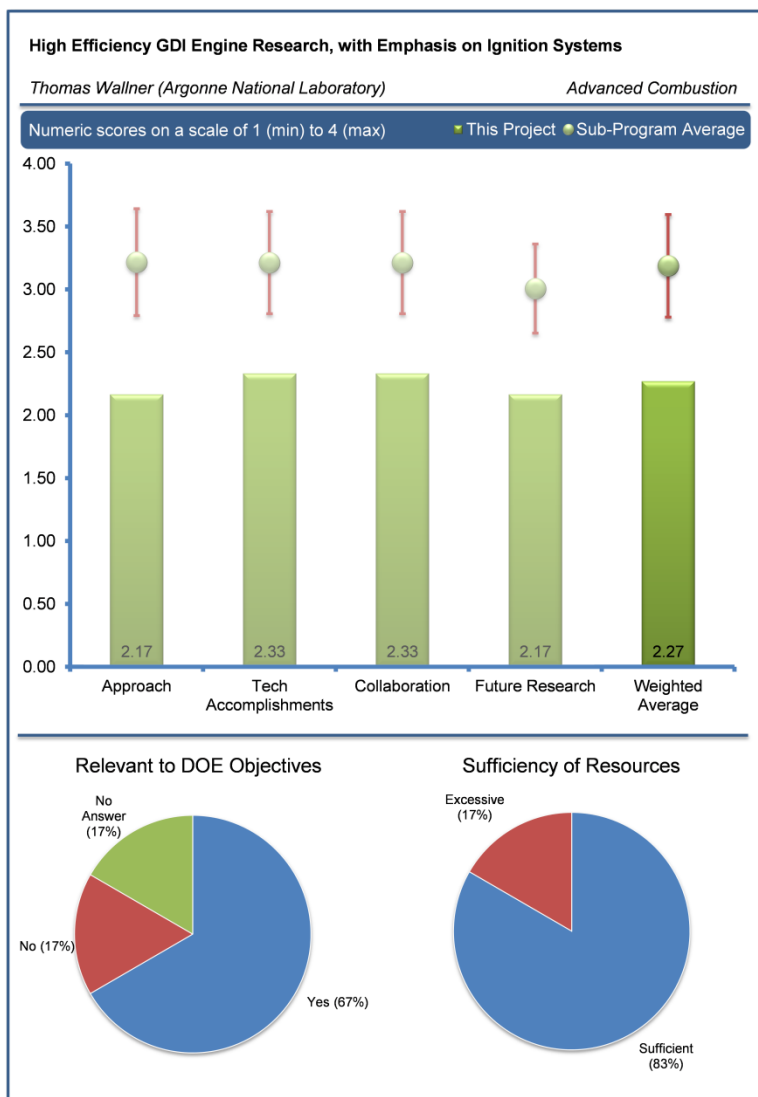 High Efficiency GDI Engine Research, with Emphasis on Ignition Systems
Thomas Wallner (Argonne National Laboratory) Advanced Combustion
Numeric scores on a scale of 1 (min) to 4 (max) This Project Sub-Program Average
4.00
3.50
3.00
2.50
2.00
1.50
1.00
0.50
0.00
2.17 2.33 2.33 2.17 2.27
Approach Tech Accomplishments Collaboration Future Research Weighted Average
Relevant to DOE Objectives
No
Answer
(17%)
No (17%)
Yes (67%)
Sufficiency of Resources
Excessive
(17%)
Sufficient
(83%)